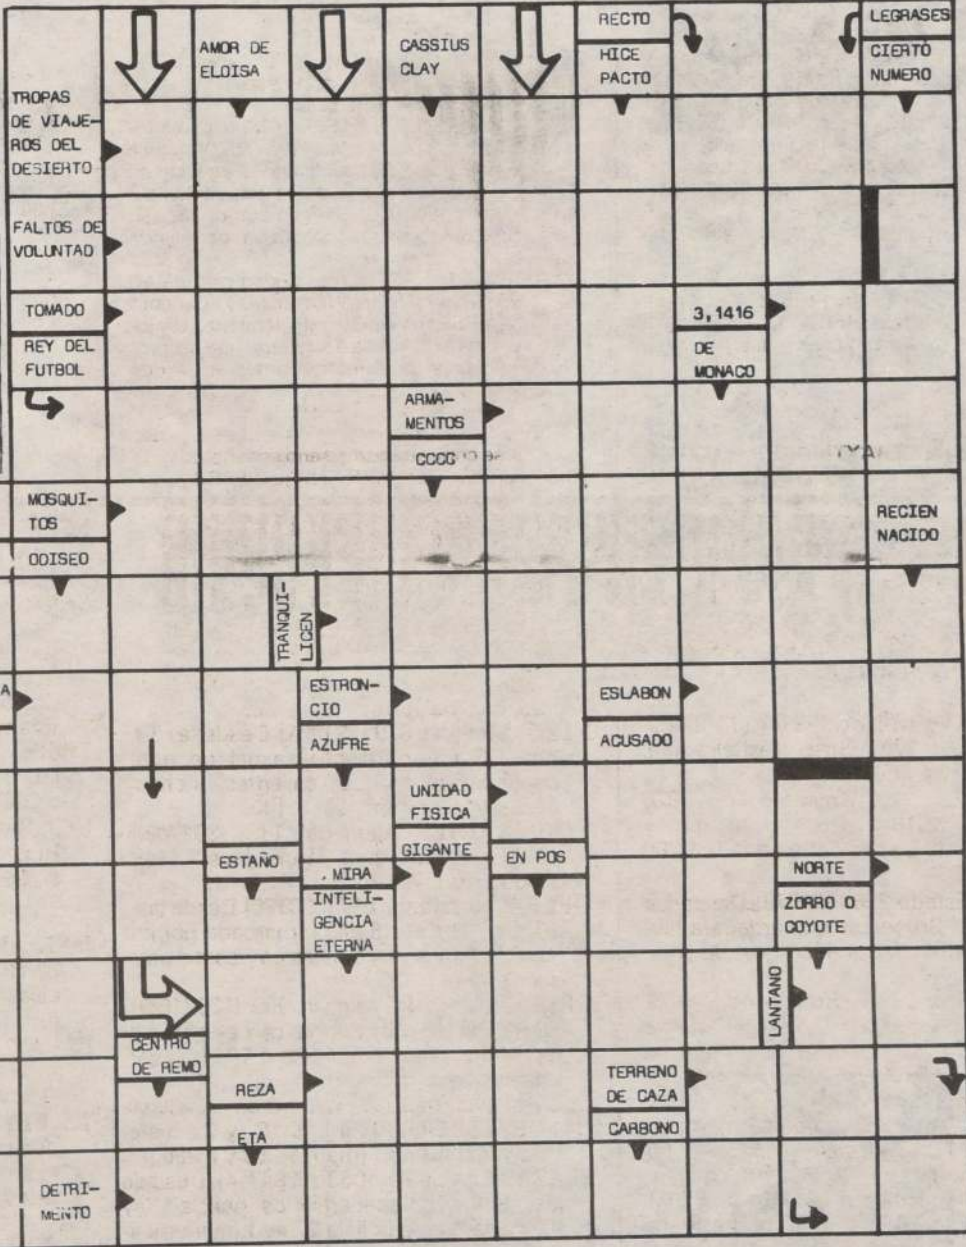 RECTO
HICE
PACTO
LEGRASES
CIERTO
NUMERO
AMOR DE
ELOISA
CASSIUS
CLAY
TROPAS
DE VIAJE-
ROS DEL
DESIERTO
FALTOS DE
VOLUNTAD
TOMADO
REY DEL
FUTBOL
3,1416
DE
MONACO
ARMA-
MENTOS
CCCC
MOSQUI-
TOS
ODISEO
RECIEN
NACIDO
TRANQUI-
LICEN
A
ESTRON-
CIO
AZUFRE
ESLABON
ACUSADO
UNIDAD
FISICA
GIGANTE
ESTAÑO
. MIRA
INTELI-
GENCIA
ETERNA
EN POS
NORTE
ZORRO O
COYOTE
LANTANO
CENTRO
DE REMO
REZA
ETA
TERRENO
DE CAZA
CARBONO
DETRI-
MENTO